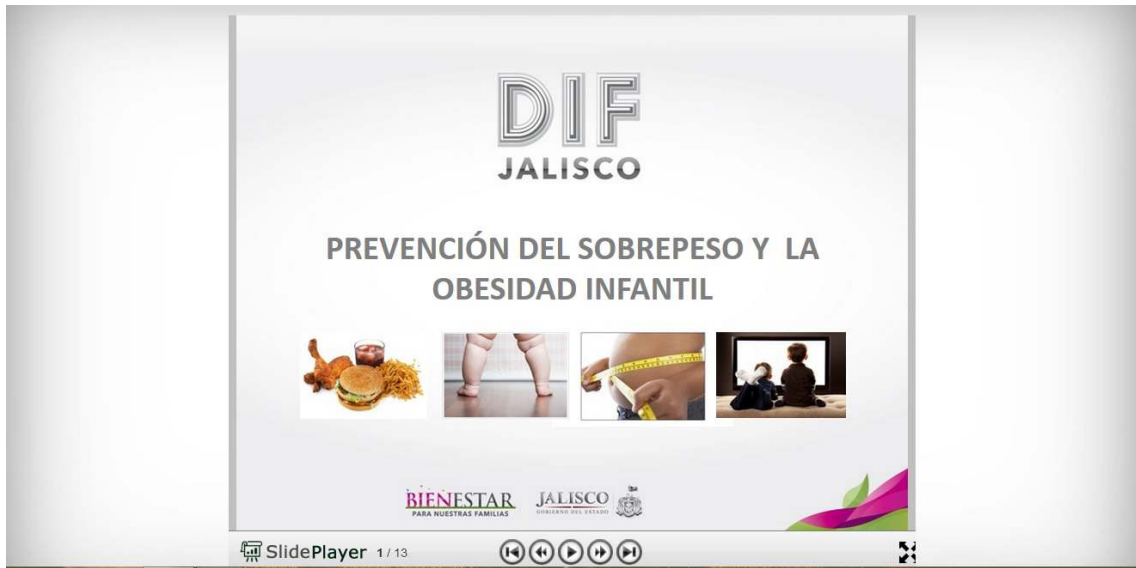 DIF
JALISCO
PREVENCIÓN DEL SOBREPESO Y LA
OBESIDAD INFANTIL
BIENESTAR
PARA NUESTRAS FAMILIAS
JALISCO
GOBIERNO DEL ESTADO
SlidePlayer 1 / 13